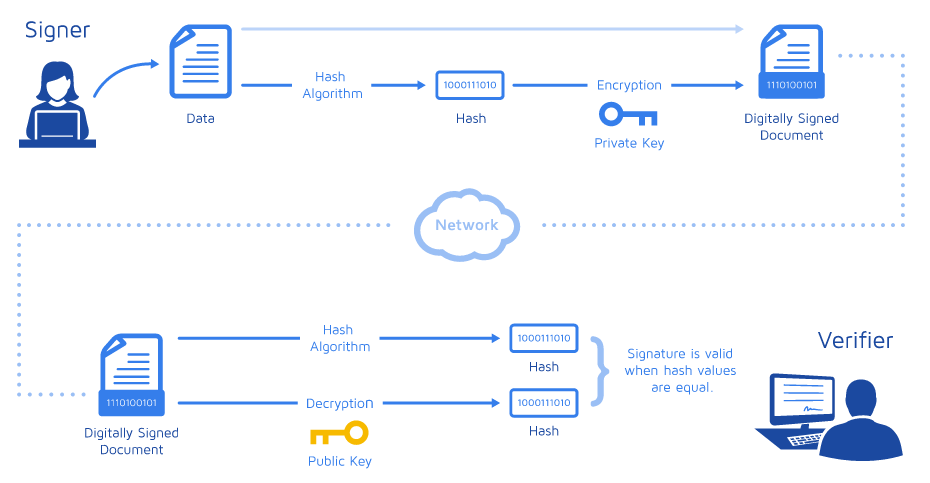 Signer
Data
Hash
Algorithm
1000111010
Hash
Encryption
Private Key
1110100101
Digitally Signed
Document
Network
1110100101
Digitally Signed
Document
Hash
Algorithm
1000111010
Hash
Decryption
Public Key
1000111010
Hash
Signature is valid
when hash values
are equal.
Verifier